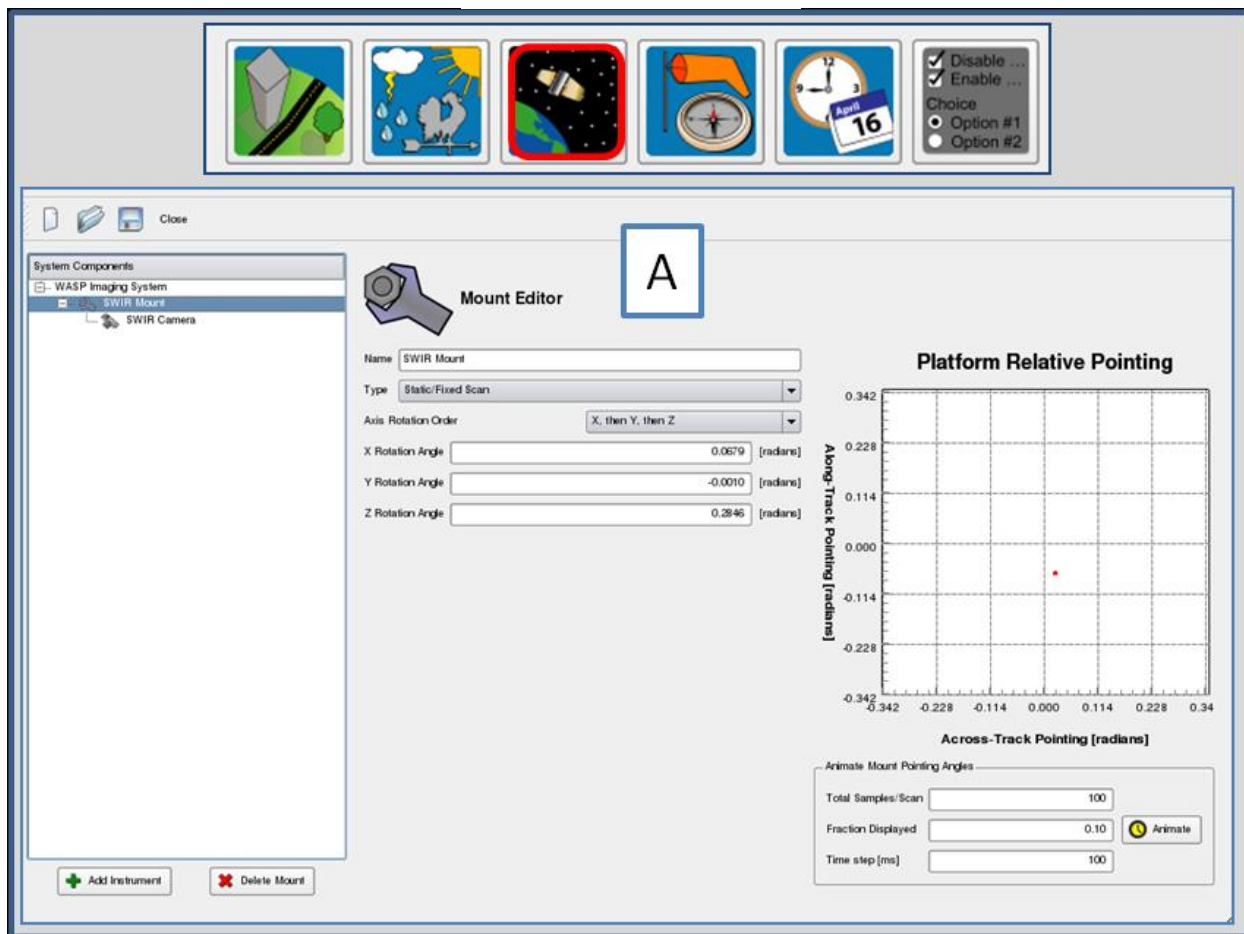 Disable ...
Enable ...
Choice
Option #1
Option #2
12
9
3
April
16
Close
A
System Components
WASP Imaging System
SWIR Mount
SWIR Camera
Mount Editor
Name SWIR Mount
Type Static/Fixed Scan
Axis Rotation Order X, then Y, then Z
X Rotation Angle 0.0679 [radians]
Y Rotation Angle -0.0010 [radians]
Z Rotation Angle 0.2846 [radians]
Platform Relative Pointing
Along-Track Pointing [radians]
0.342
0.228
0.114
0.000
-0.114
-0.228
-0.342
-0.342 -0.228 -0.114 0.000 0.114 0.228 0.34
Across-Track Pointing [radians]
Animate Mount Pointing Angles
Total Samples/Scan 100
Fraction Displayed 0.10 Animate
Time step [ms] 100
Add Instrument Delete Mount